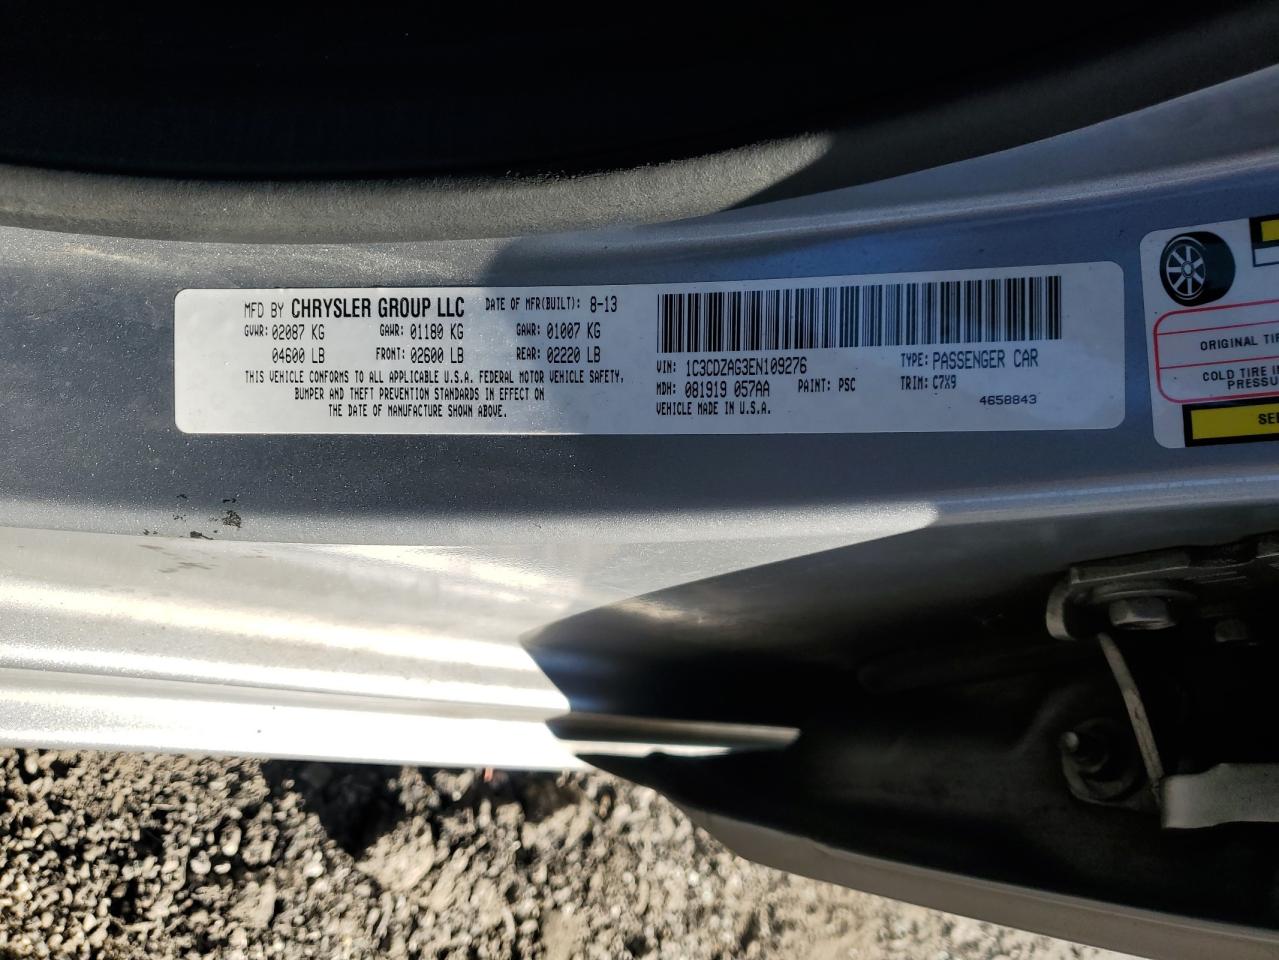 MFD BY CHRYSLER GROUP LLC DATE OF MFR(BUILT): 8-13
GVWR: 02087 KG GAWR: 01180 KG GAWR: 01007 KG
04600 LB FRONT: 02600 LB REAR: 02220 LB
THIS VEHICLE CONFORMS TO ALL APPLICABLE U.S.A. FEDERAL MOTOR VEHICLE SAFETY,
BUMPER AND THEFT PREVENTION STANDARDS IN EFFECT ON
THE DATE OF MANUFACTURE SHOWN ABOVE.
VIN: 1C3CDZAG3EN109276 TYPE: PASSENGER CAR
MDH: 081919 057AA PAINT: PSC TRIM: C7X9
VEHICLE MADE IN U.S.A. 4658843
ORIGINAL TIR
COLD TIRE IN
PRESSU
SEE